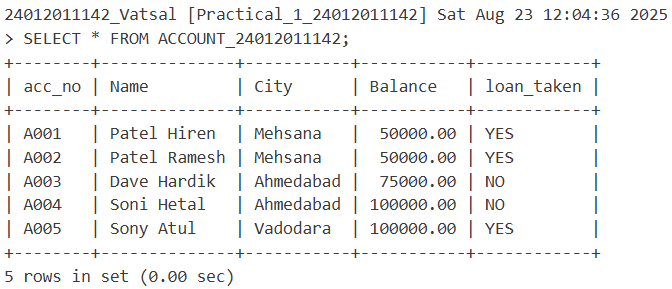 24012011142_Vatsal [Practical_1_24012011142] Sat Aug 23 12:04:36 2025
> SELECT * FROM ACCOUNT_24012011142;
+--------+--------------+-----------+-----------+------------+
| acc_no | Name         | City      | Balance   | loan_taken |
+--------+--------------+-----------+-----------+------------+
| A001   | Patel Hiren  | Mehsana   |  50000.00 | YES        |
| A002   | Patel Ramesh | Mehsana   |  50000.00 | YES        |
| A003   | Dave Hardik  | Ahmedabad |  75000.00 | NO         |
| A004   | Soni Hetal   | Ahmedabad | 100000.00 | NO         |
| A005   | Sony Atul    | Vadodara  | 100000.00 | YES        |
+--------+--------------+-----------+-----------+------------+
5 rows in set (0.00 sec)